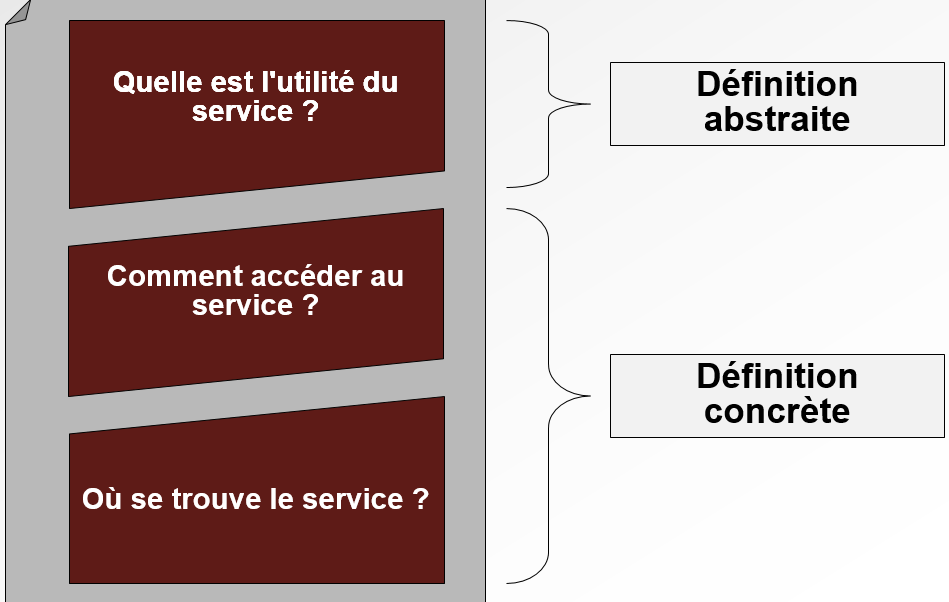 Quelle est l'utilité du
service ?
Définition
abstraite
Comment accéder au
service ?
Définition
concrète
Où se trouve le service ?